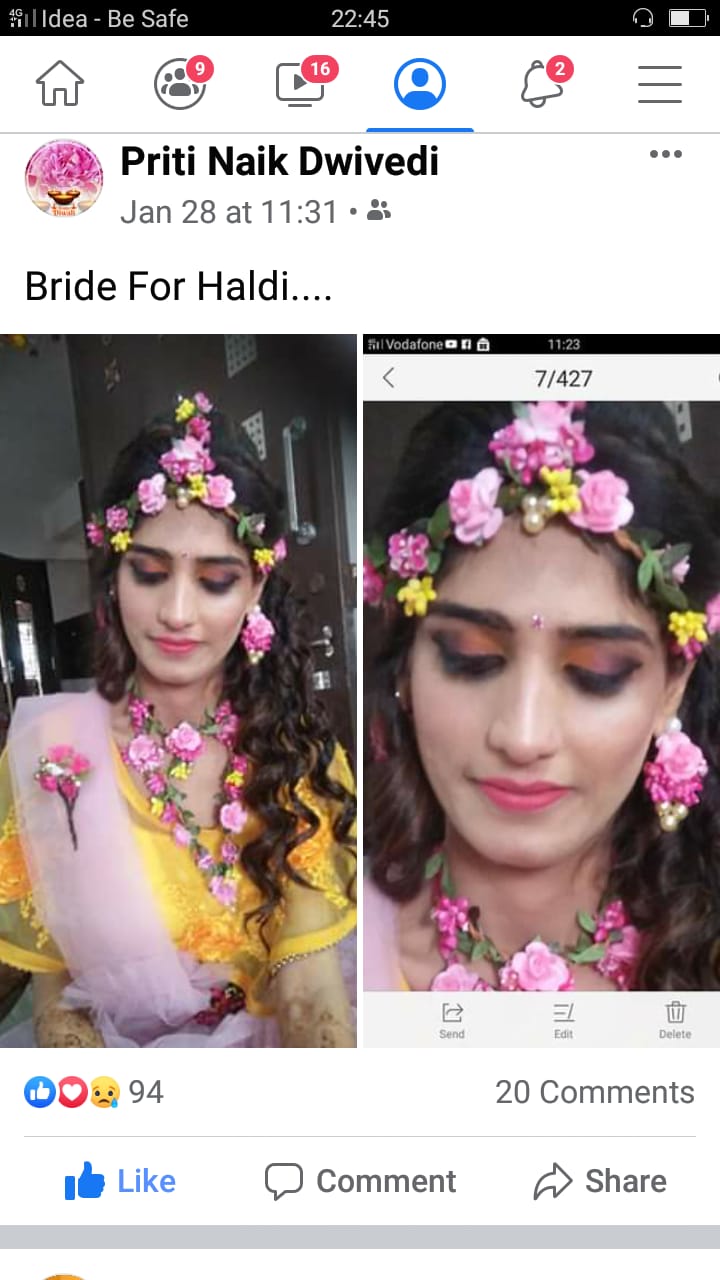 4G Idea - Be Safe 22:45
9 16 2
Priti Naik Dwivedi
Jan 28 at 11:31 •
Diwali
Bride For Haldi....
Vodafone 11:23
7/427
Send Edit Delete
94 20 Comments
Like Comment Share